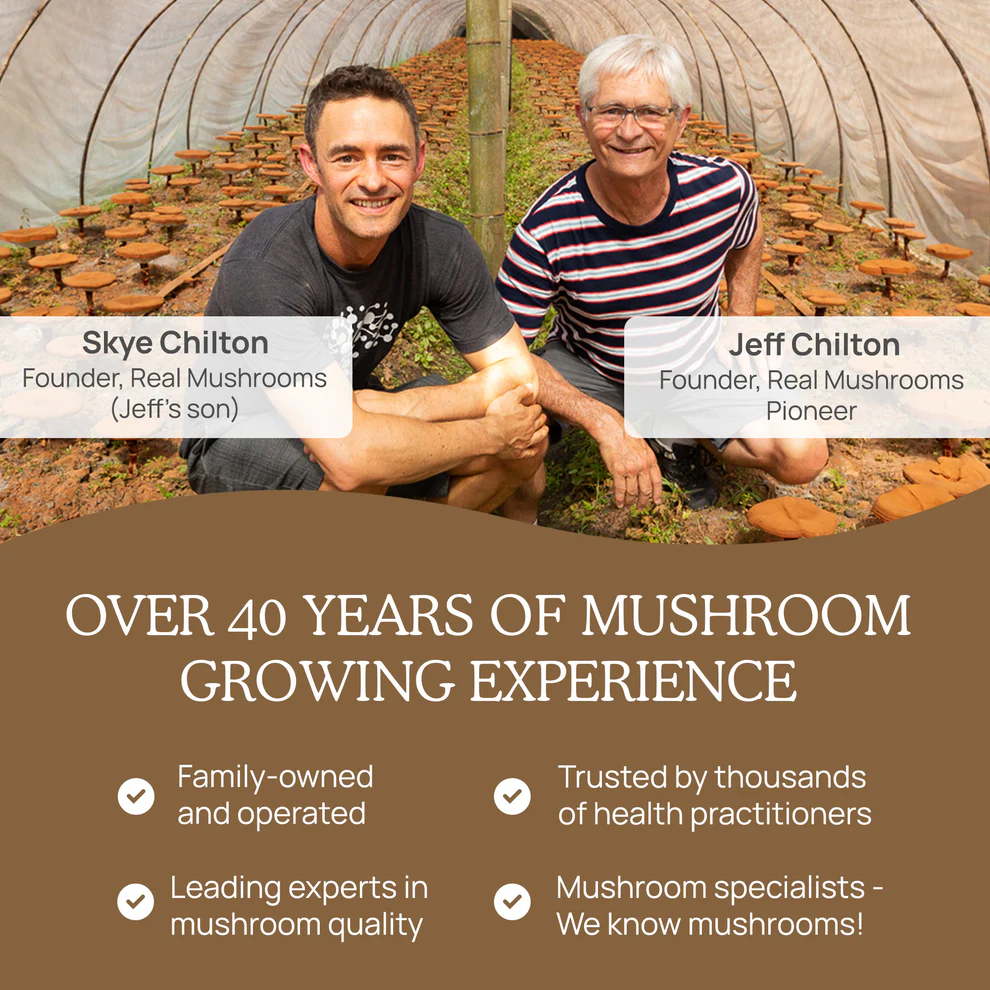 Skye Chilton
Founder, Real Mushrooms
(Jeff's son)
Jeff Chilton
Founder, Real Mushrooms
Pioneer
OVER 40 YEARS OF MUSHROOM
GROWING EXPERIENCE
Family-owned
and operated
Trusted by thousands
of health practitioners
Leading experts in
mushroom quality
Mushroom specialists -
We know mushrooms!